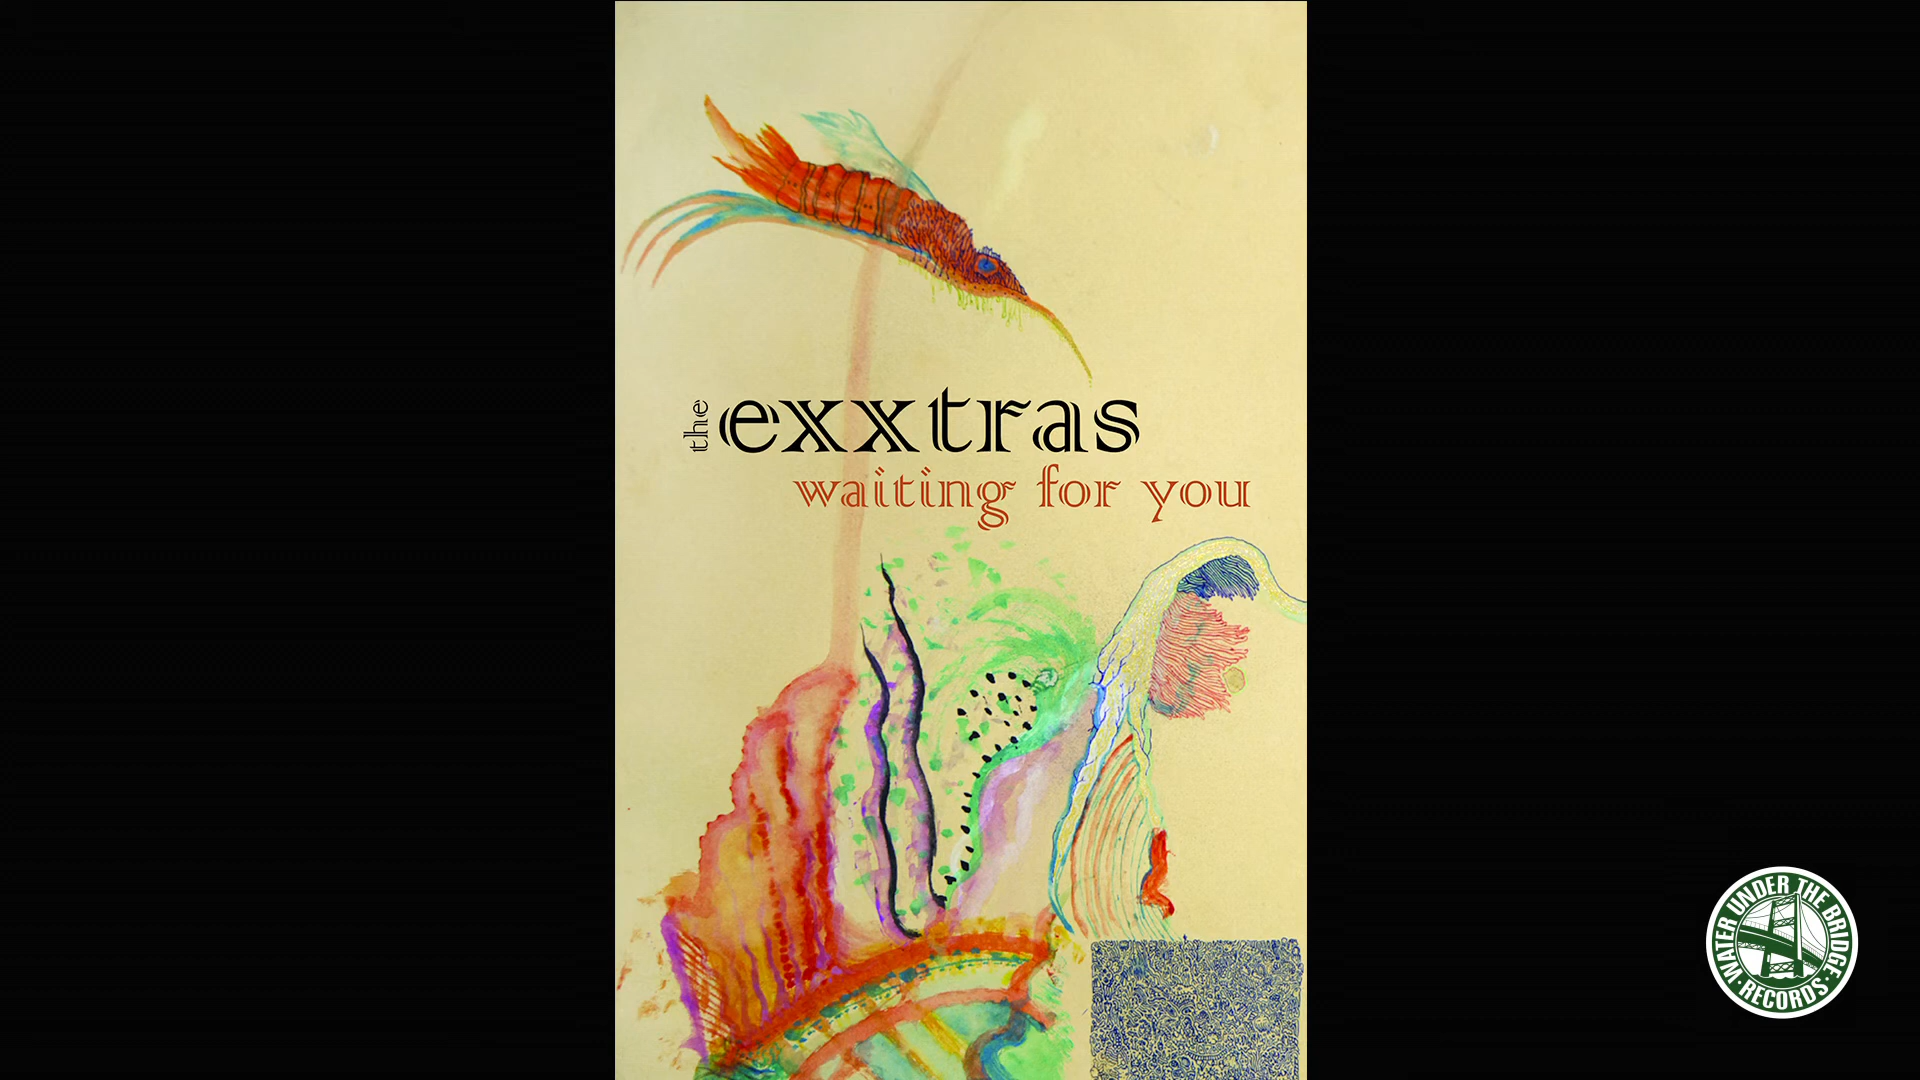 the exxtras
waiting for you
WATER UNDER THE BRIDGE
· RECORDS ·